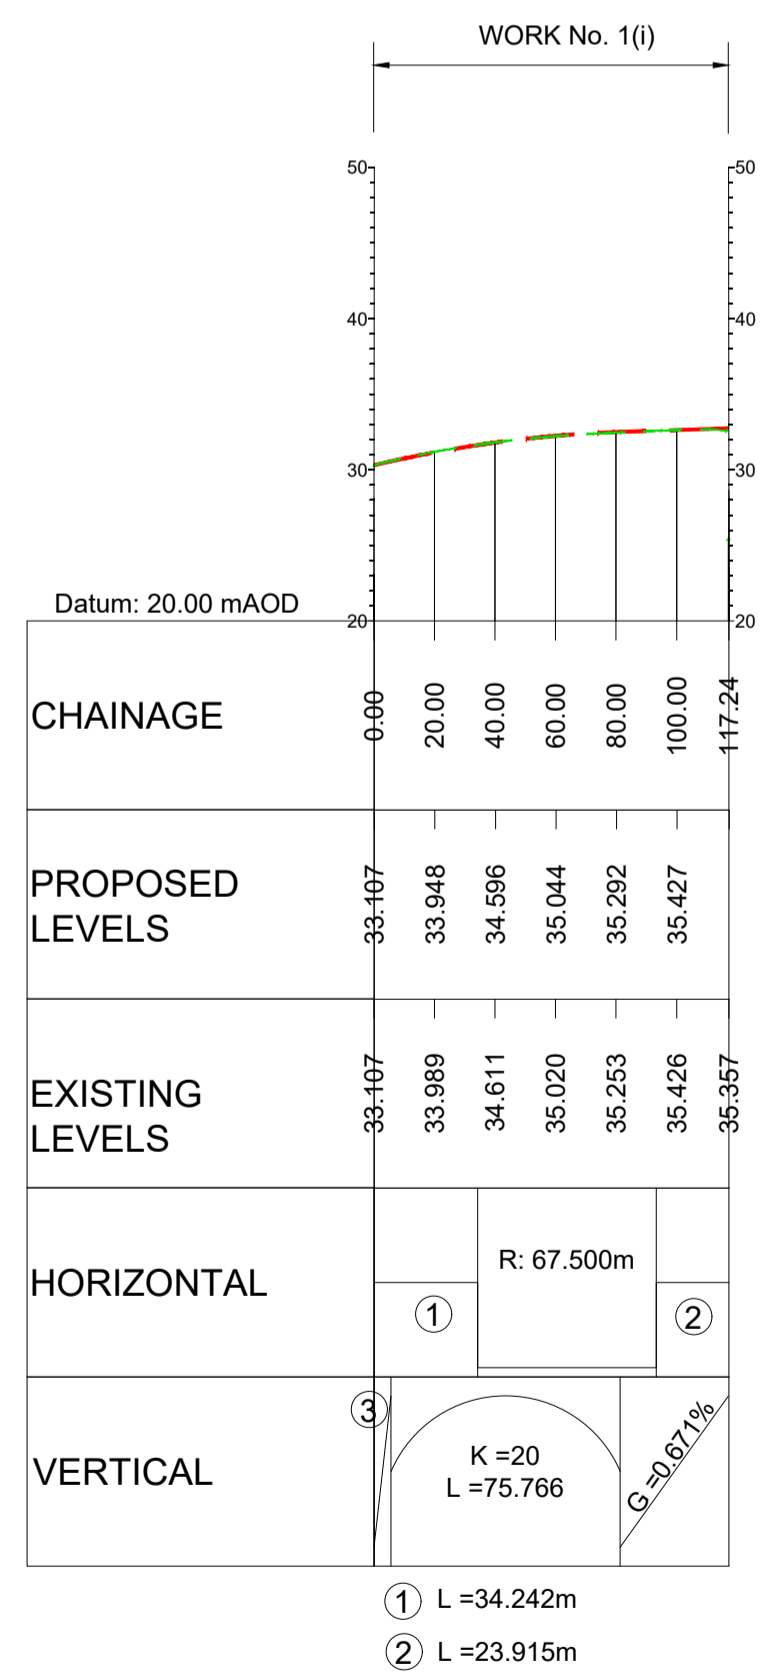 WORK No. 1(i)
50 50
40 40
30 30
Datum: 20.00 mAOD
20 20
CHAINAGE
0.00 20.00 40.00 60.00 80.00 100.00 117.24
PROPOSED
LEVELS
33.107 33.948 34.596 35.044 35.292 35.427
EXISTING
LEVELS
33.107 33.989 34.611 35.020 35.253 35.426 35.357
HORIZONTAL
R: 67.500m
1 2
VERTICAL
3
K =20
L =75.766
G =0.671%
1 L =34.242m
2 L =23.915m